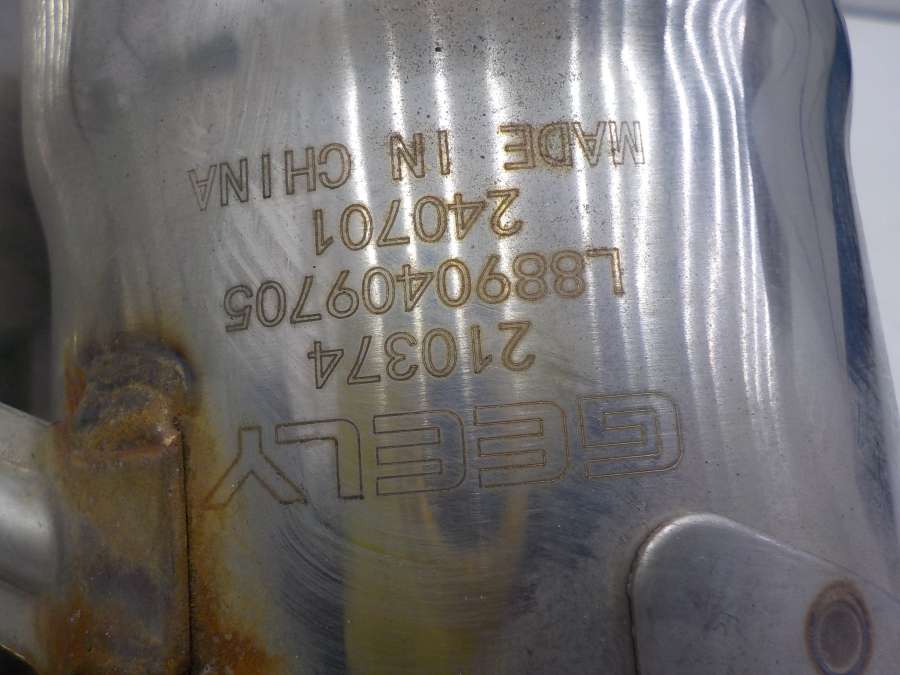 GEELY
210374
L8890409705
240701
MADE IN CHINA